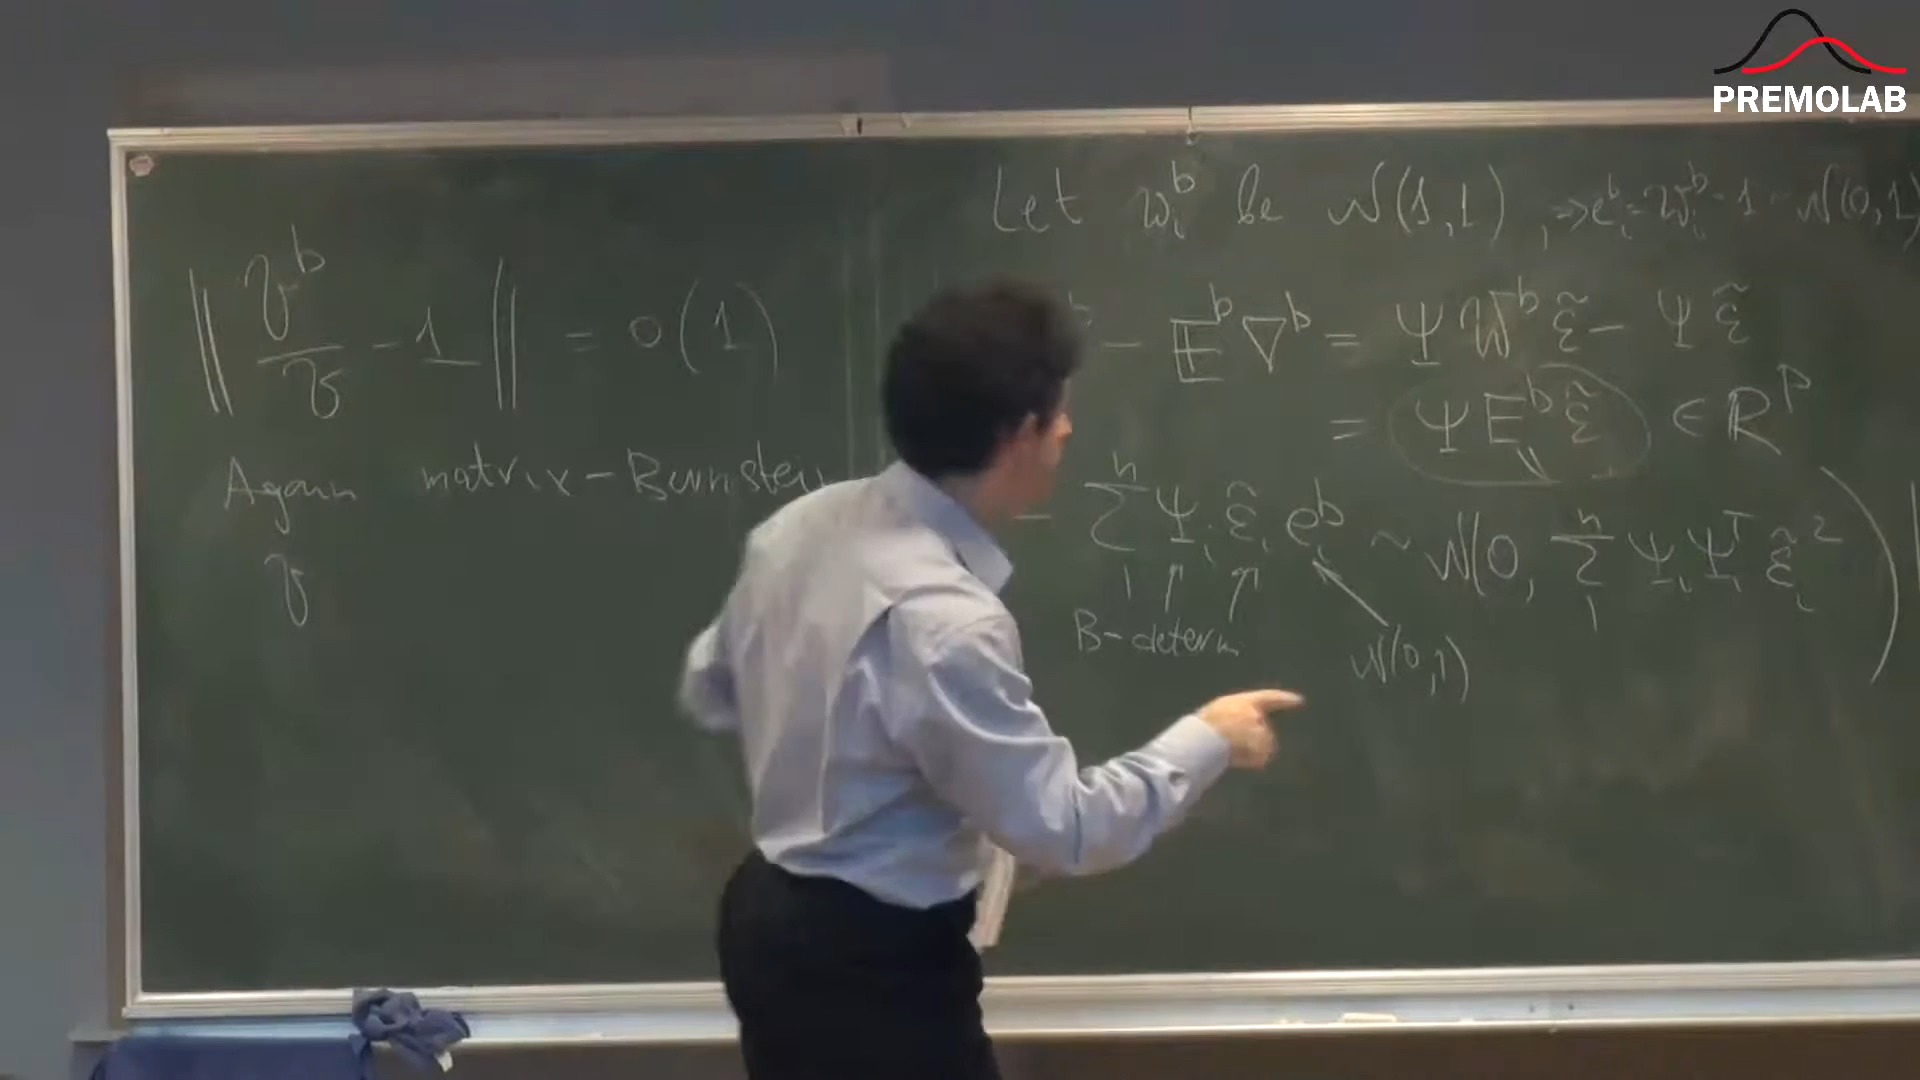 PREMOLAB
Let w_i^b be N(1,1), ⇒ e_i^b = w_i^b - 1 ~ N(0,1)
‖ V^b / V - 1 ‖ = o(1)
- E^b ∇^b = Ψ W^b ε̃ - Ψ ε̃
= Ψ E^b ε̃ ∈ R^p
Again matrix-Bernstein
V
= Σ_1^n Ψ_i ε̃_i e_i^b ~ N(0, Σ_1^n Ψ_i Ψ_i^T ε̃_i^2)
B-determ
N(0,1)